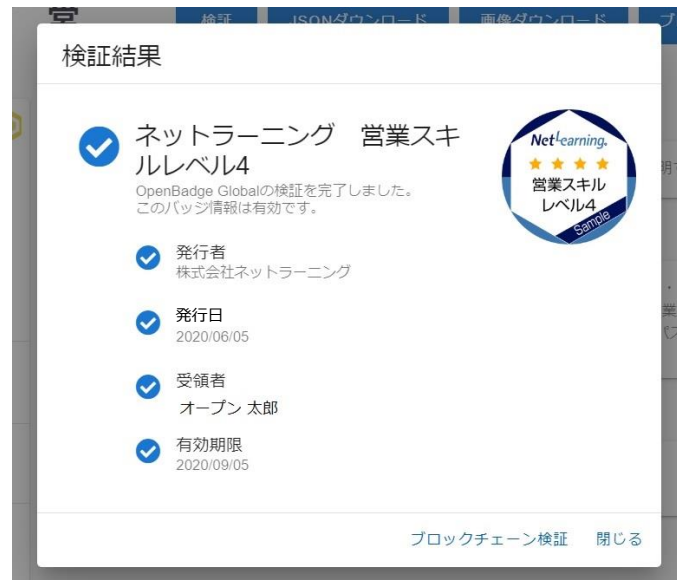 営
検証
JSONダウンロード
画像ダウンロード
ブ
検証結果
ネットラーニング　営業スキ
ルレベル4
OpenBadge Globalの検証を完了しました。
このバッジ情報は有効です。
NetLearning.
営業スキル
レベル4
Sample
発行者
株式会社ネットラーニング
発行日
2020/06/05
受領者
オープン 太郎
有効期限
2020/09/05
ブロックチェーン検証
閉じる